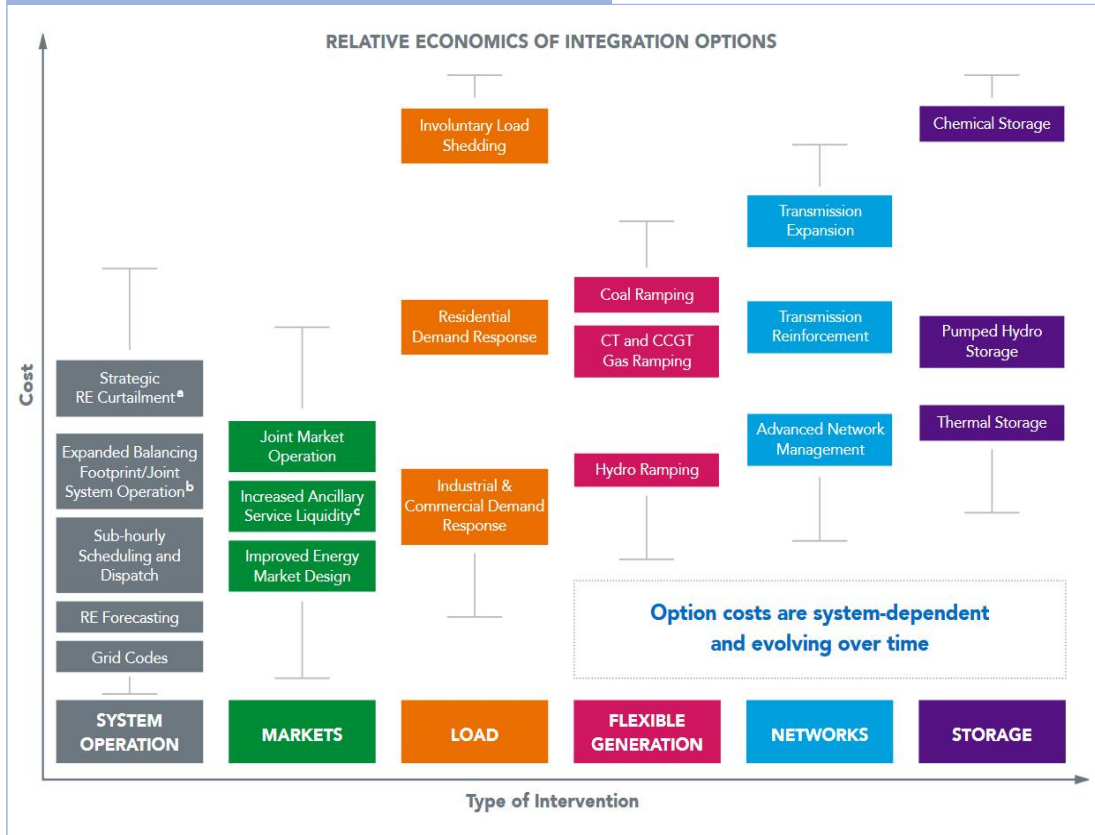 RELATIVE ECONOMICS OF INTEGRATION OPTIONS
Cost
Strategic
RE Curtailmentᵃ
Expanded Balancing
Footprint/Joint
System Operationᵇ
Sub-hourly
Scheduling and
Dispatch
RE Forecasting
Grid Codes
SYSTEM
OPERATION
Joint Market
Operation
Increased Ancillary
Service Liquidityᶜ
Improved Energy
Market Design
MARKETS
Involuntary Load
Shedding
Residential
Demand Response
Industrial &
Commercial Demand
Response
LOAD
Coal Ramping
CT and CCGT
Gas Ramping
Hydro Ramping
FLEXIBLE
GENERATION
Transmission
Expansion
Transmission
Reinforcement
Advanced Network
Management
NETWORKS
Chemical Storage
Pumped Hydro
Storage
Thermal Storage
STORAGE
Option costs are system-dependent
and evolving over time
Type of Intervention